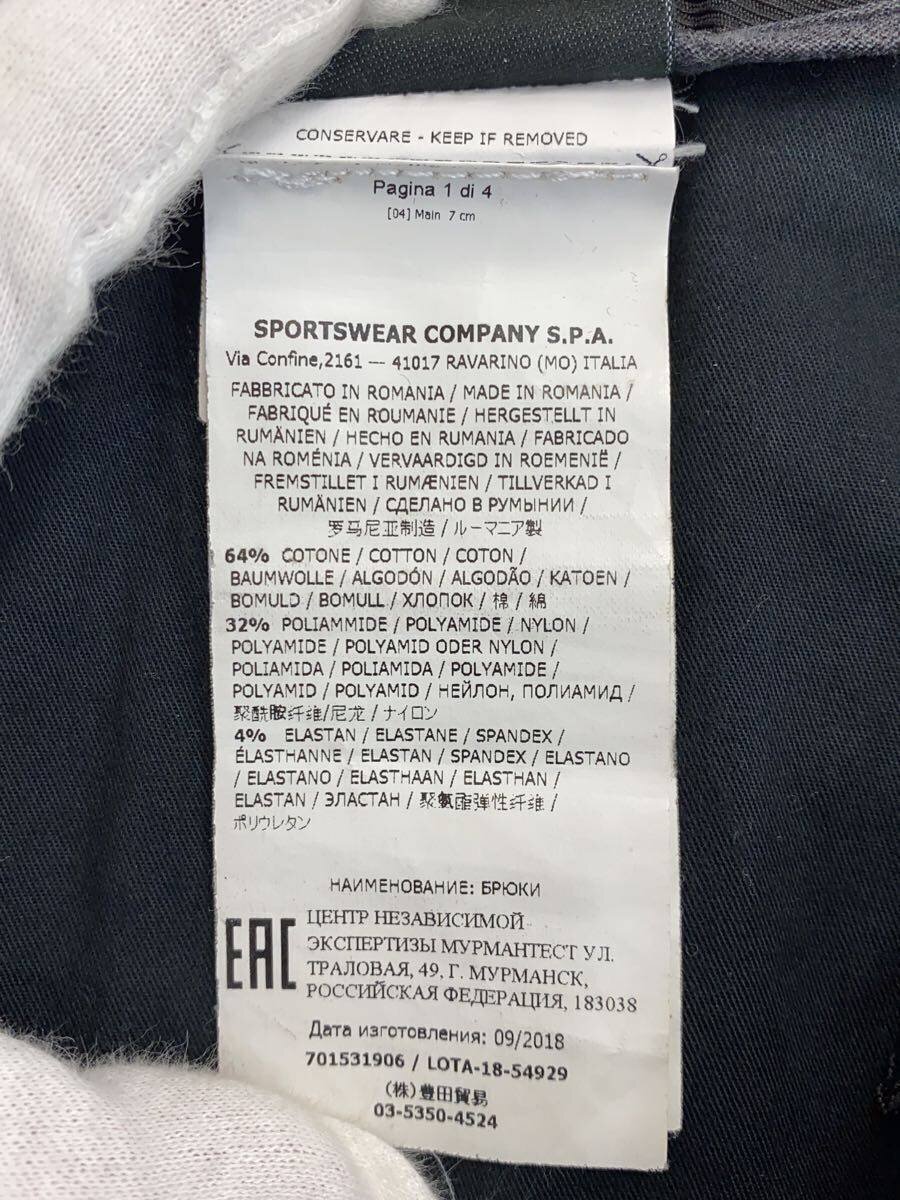 CONSERVARE - KEEP IF REMOVED
Pagina 1 di 4
[04] Main 7 cm
SPORTSWEAR COMPANY S.P.A.
Via Confine,2161 — 41017 RAVARINO (MO) ITALIA
FABBRICATO IN ROMANIA / MADE IN ROMANIA /
FABRIQUÉ EN ROUMANIE / HERGESTELLT IN
RUMÄNIEN / HECHO EN RUMANIA / FABRICADO
NA ROMÉNIA / VERVAARDIGD IN ROEMENIË /
FREMSTILLET I RUMÆNIEN / TILLVERKAD I
RUMÄNIEN / СДЕЛАНО В РУМЫНИИ /
罗马尼亚制造 / ルーマニア製
64% COTONE / COTTON / COTON /
BAUMWOLLE / ALGODÓN / ALGODÃO / KATOEN /
BOMULD / BOMULL / ХЛОПОК / 棉 / 綿
32% POLIAMMIDE / POLYAMIDE / NYLON /
POLYAMIDE / POLYAMID ODER NYLON /
POLIAMIDA / POLIAMIDA / POLYAMIDE /
POLYAMID / POLYAMID / НЕЙЛОН, ПОЛИАМИД /
聚酰胺纤维/尼龙 / ナイロン
4% ELASTAN / ELASTANE / SPANDEX /
ÉLASTHANNE / ELASTAN / SPANDEX / ELASTANO
/ ELASTANO / ELASTHAAN / ELASTHAN /
ELASTAN / ЭЛАСТАН / 聚氨酯弹性纤维 /
ポリウレタン
НАИМЕНОВАНИЕ: БРЮКИ
EAC
ЦЕНТР НЕЗАВИСИМОЙ
ЭКСПЕРТИЗЫ МУРМАНТЕСТ УЛ.
ТРАЛОВАЯ, 49, Г. МУРМАНСК,
РОССИЙСКАЯ ФЕДЕРАЦИЯ, 183038
Дата изготовления: 09/2018
701531906 / LOTA-18-54929
(株)豊田貿易
03-5350-4524